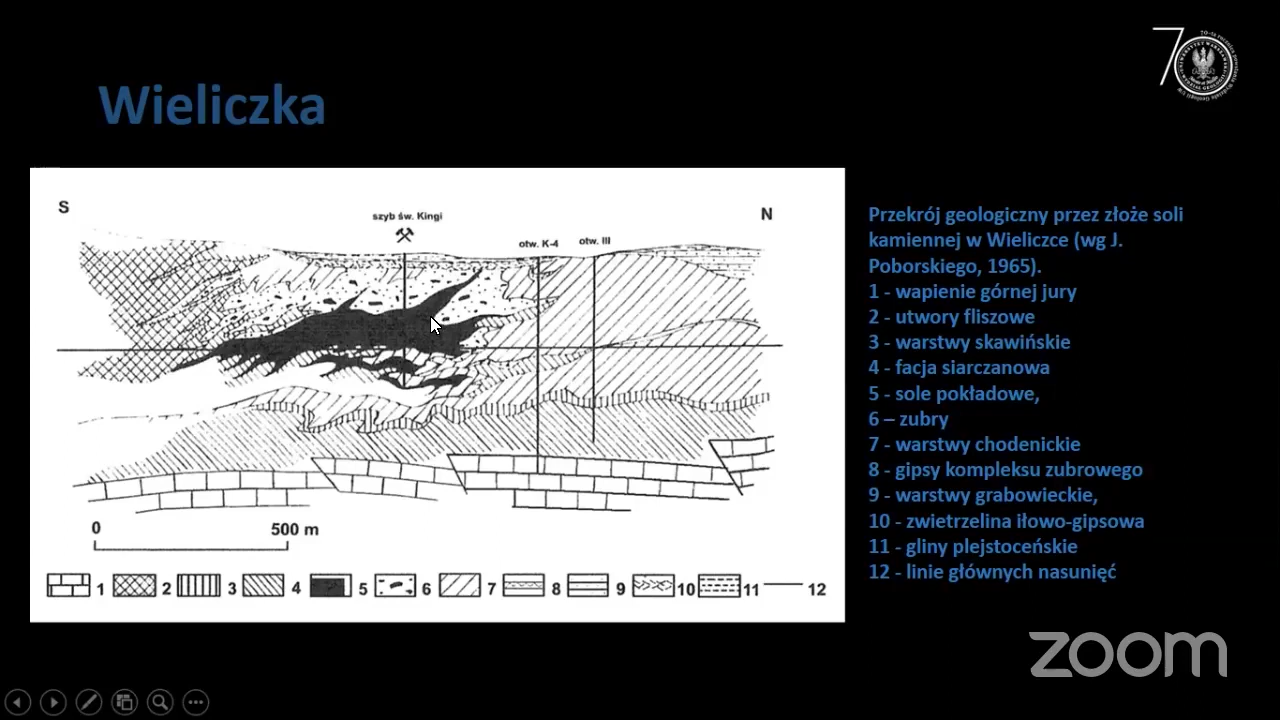 70
Wieliczka
S
szyb św. Kingi
otw. K-4
otw. III
N
0
500 m
1 2 3 4 5 6 7 8 9 10 11 12
Przekrój geologiczny przez złoże soli
kamiennej w Wieliczce (wg J.
Poborskiego, 1965).
1 - wapienie górnej jury
2 - utwory fliszowe
3 - warstwy skawińskie
4 - facja siarczanowa
5 - sole pokładowe,
6 – zubry
7 - warstwy chodenickie
8 - gipsy kompleksu zubrowego
9 - warstwy grabowieckie,
10 - zwietrzelina iłowo-gipsowa
11 - gliny plejstoceńskie
12 - linie głównych nasunięć
zoom